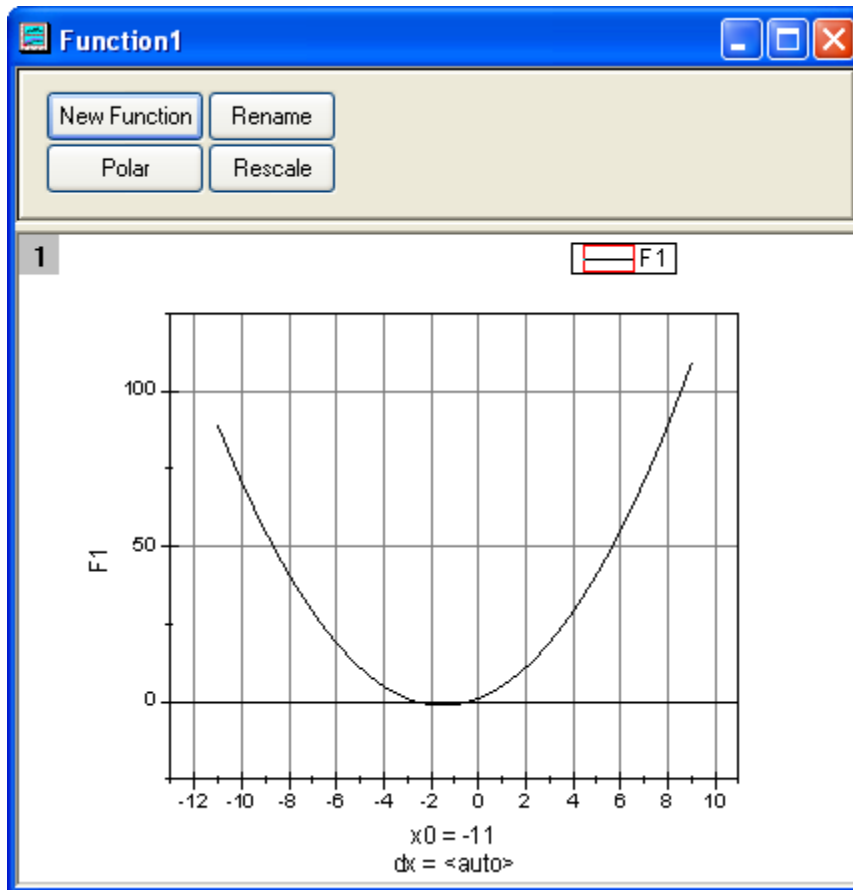 Function1
New Function Rename
Polar Rescale
1
F1
100
50
0
F1
-12 -10 -8 -6 -4 -2 0 2 4 6 8 10
x0 = -11
dx = <auto>